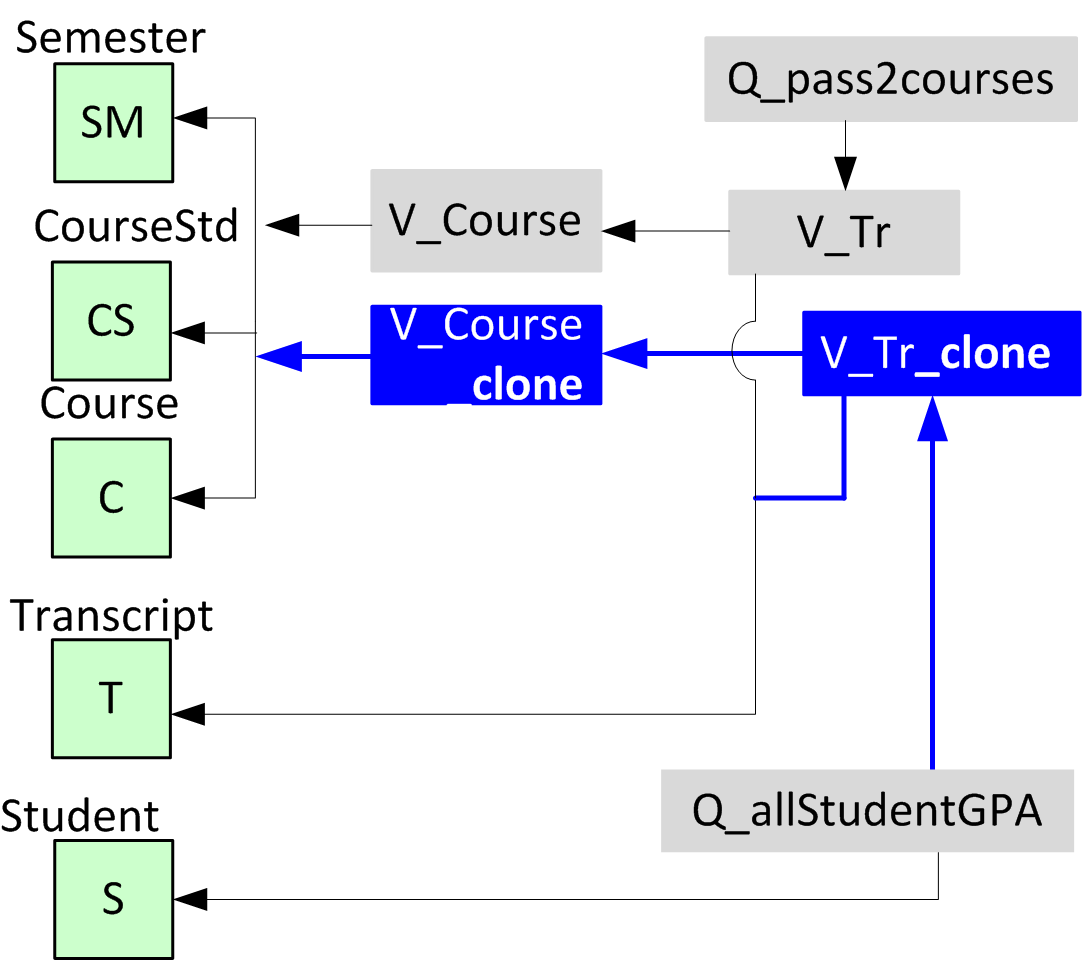 Semester
SM
Q_pass2courses
CourseStd
V_Course
V_Tr
CS
V_Course
_clone
V_Tr_clone
Course
C
Transcript
T
Student
Q_allStudentGPA
S